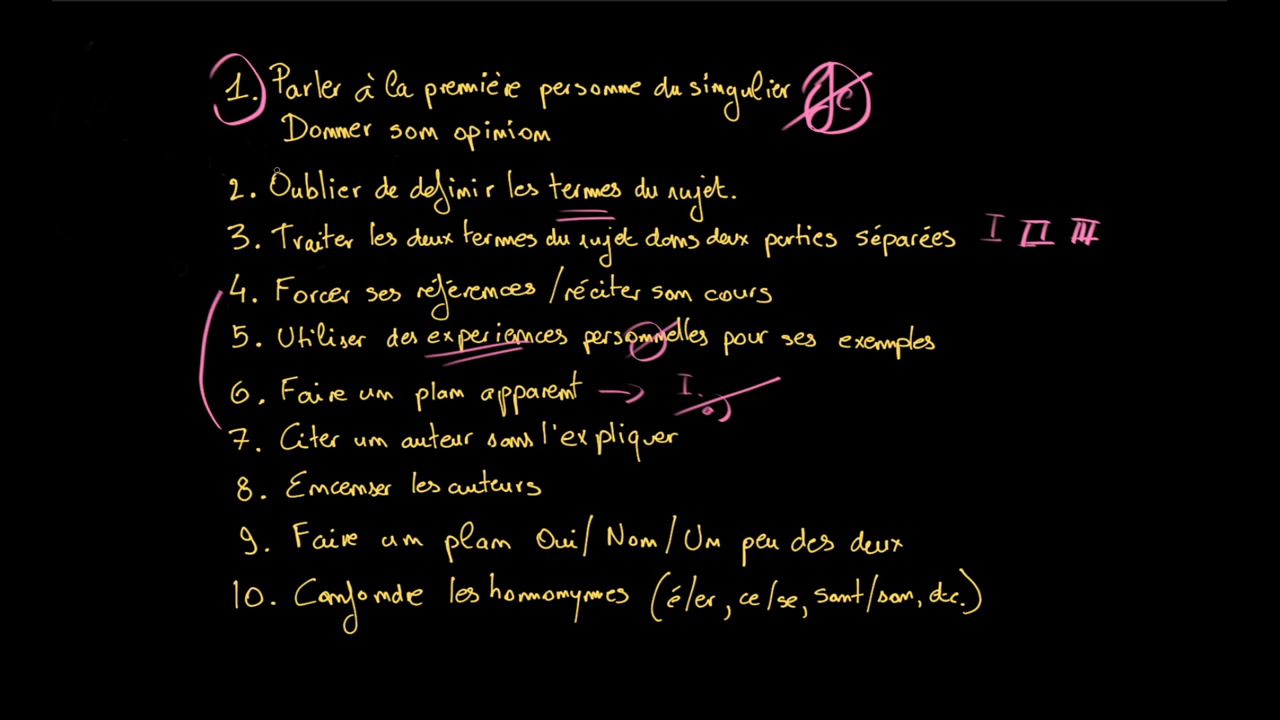 1. Parler à la première personne du singulier Je
Donner son opinion
2. Oublier de definir les termes du sujet.
3. Traiter les deux termes du sujet dans deux parties séparées I II III
4. Forcer ses références / réciter son cours
5. Utiliser des experiences personnelles pour ses exemples
6. Faire un plan apparent → I.
a)
7. Citer un auteur sans l'expliquer
8. Encenser les auteurs
9. Faire un plan Oui / Non / Un peu des deux
10. Confondre les homonymes (é/er, ce/se, sont/son, etc.)